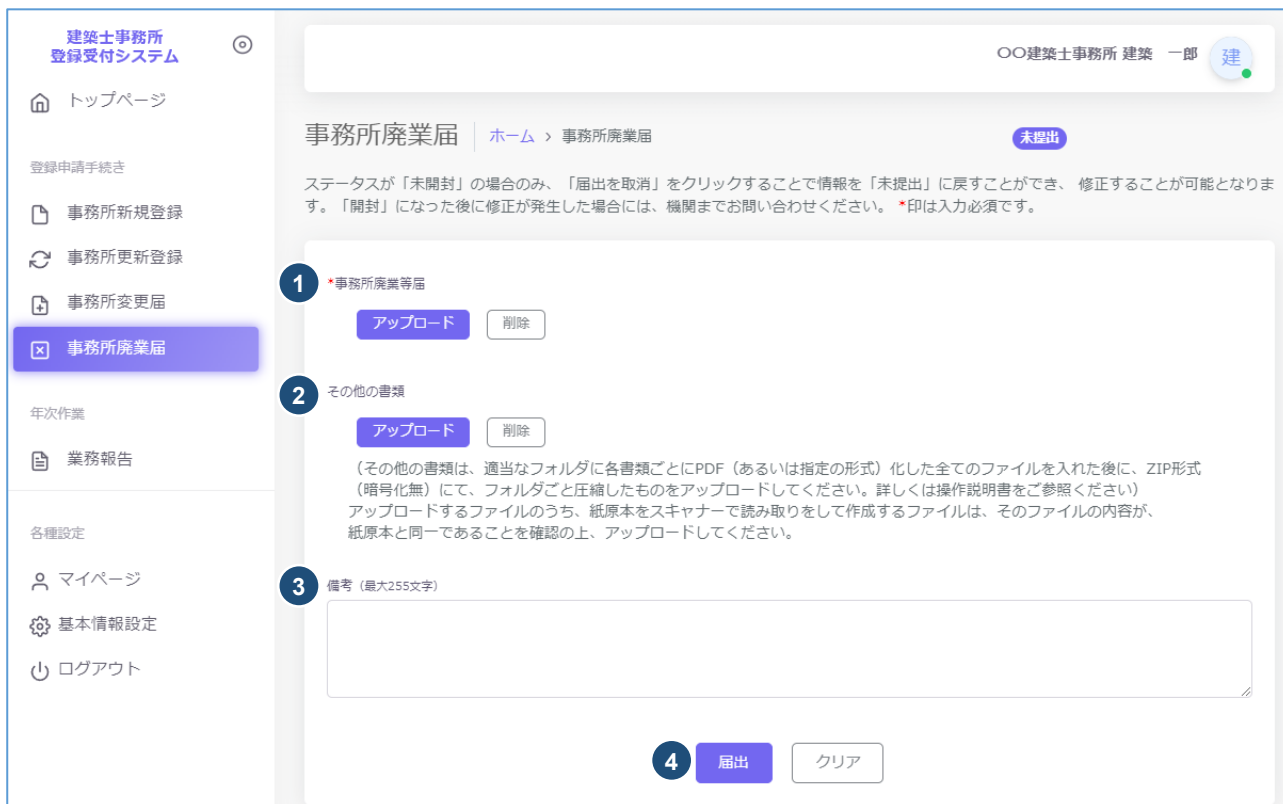 建築士事務所
登録受付システム
トップページ
登録申請手続き
事務所新規登録
事務所更新登録
事務所変更届
事務所廃業届
年次作業
業務報告
各種設定
マイページ
基本情報設定
ログアウト
〇〇建築士事務所 建築 一郎
建
事務所廃業届 ホーム › 事務所廃業届 未提出
ステータスが「未開封」の場合のみ、「届出を取消」をクリックすることで情報を「未提出」に戻すことができ、 修正することが可能となりま
す。「開封」になった後に修正が発生した場合には、機関までお問い合わせください。 *印は入力必須です。
1 *事務所廃業等届
アップロード 削除
2 その他の書類
アップロード 削除
（その他の書類は、適当なフォルダに各書類ごとにPDF（あるいは指定の形式）化した全てのファイルを入れた後に、ZIP形式
（暗号化無）にて、フォルダごと圧縮したものをアップロードしてください。詳しくは操作説明書をご参照ください）
アップロードするファイルのうち、紙原本をスキャナーで読み取りをして作成するファイルは、そのファイルの内容が、
紙原本と同一であることを確認の上、アップロードしてください。
3 備考（最大255文字）
4 届出 クリア